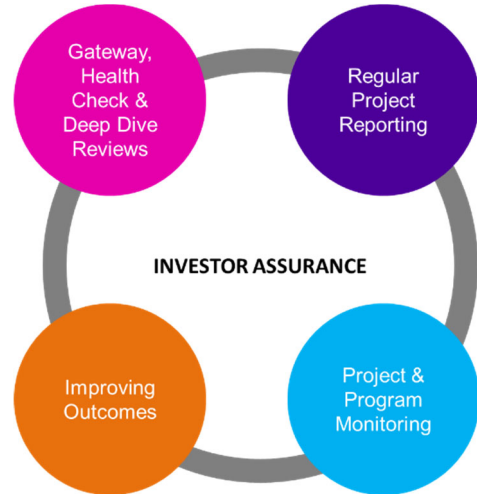 Gateway,
Health
Check &
Deep Dive
Reviews
Regular
Project
Reporting
INVESTOR ASSURANCE
Improving
Outcomes
Project &
Program
Monitoring